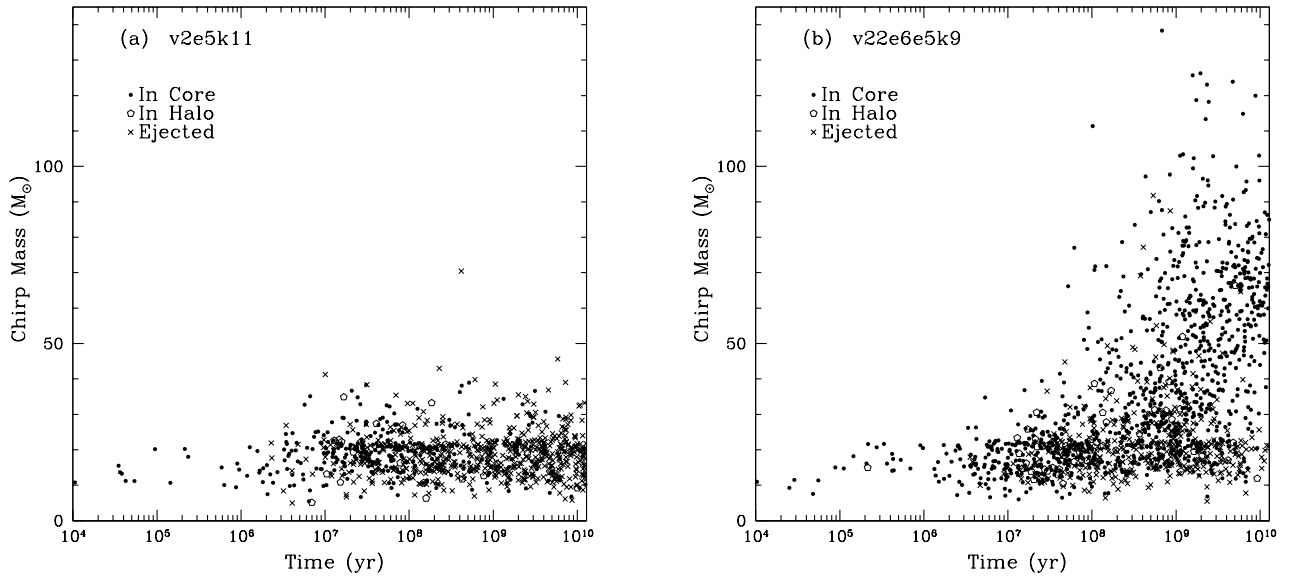 (a) v2e5k11
• In Core
⬠ In Halo
× Ejected
Chirp Mass (M⊙)
100
50
0
10⁴ 10⁵ 10⁶ 10⁷ 10⁸ 10⁹ 10¹⁰
Time (yr)
(b) v22e6e5k9
• In Core
⬠ In Halo
× Ejected
Chirp Mass (M⊙)
100
50
0
10⁴ 10⁵ 10⁶ 10⁷ 10⁸ 10⁹ 10¹⁰
Time (yr)